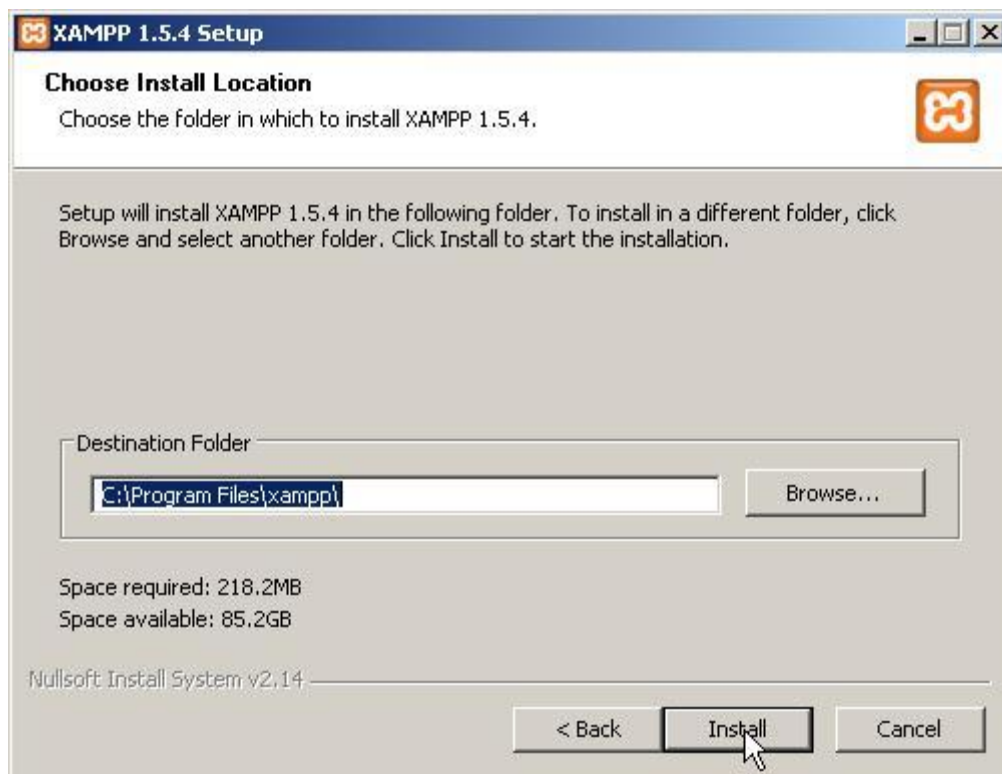 XAMPP 1.5.4 Setup
Choose Install Location
Choose the folder in which to install XAMPP 1.5.4.
Setup will install XAMPP 1.5.4 in the following folder. To install in a different folder, click
Browse and select another folder. Click Install to start the installation.
Destination Folder
C:\Program Files\xampp\
Browse...
Space required: 218.2MB
Space available: 85.2GB
Nullsoft Install System v2.14
< Back
Install
Cancel